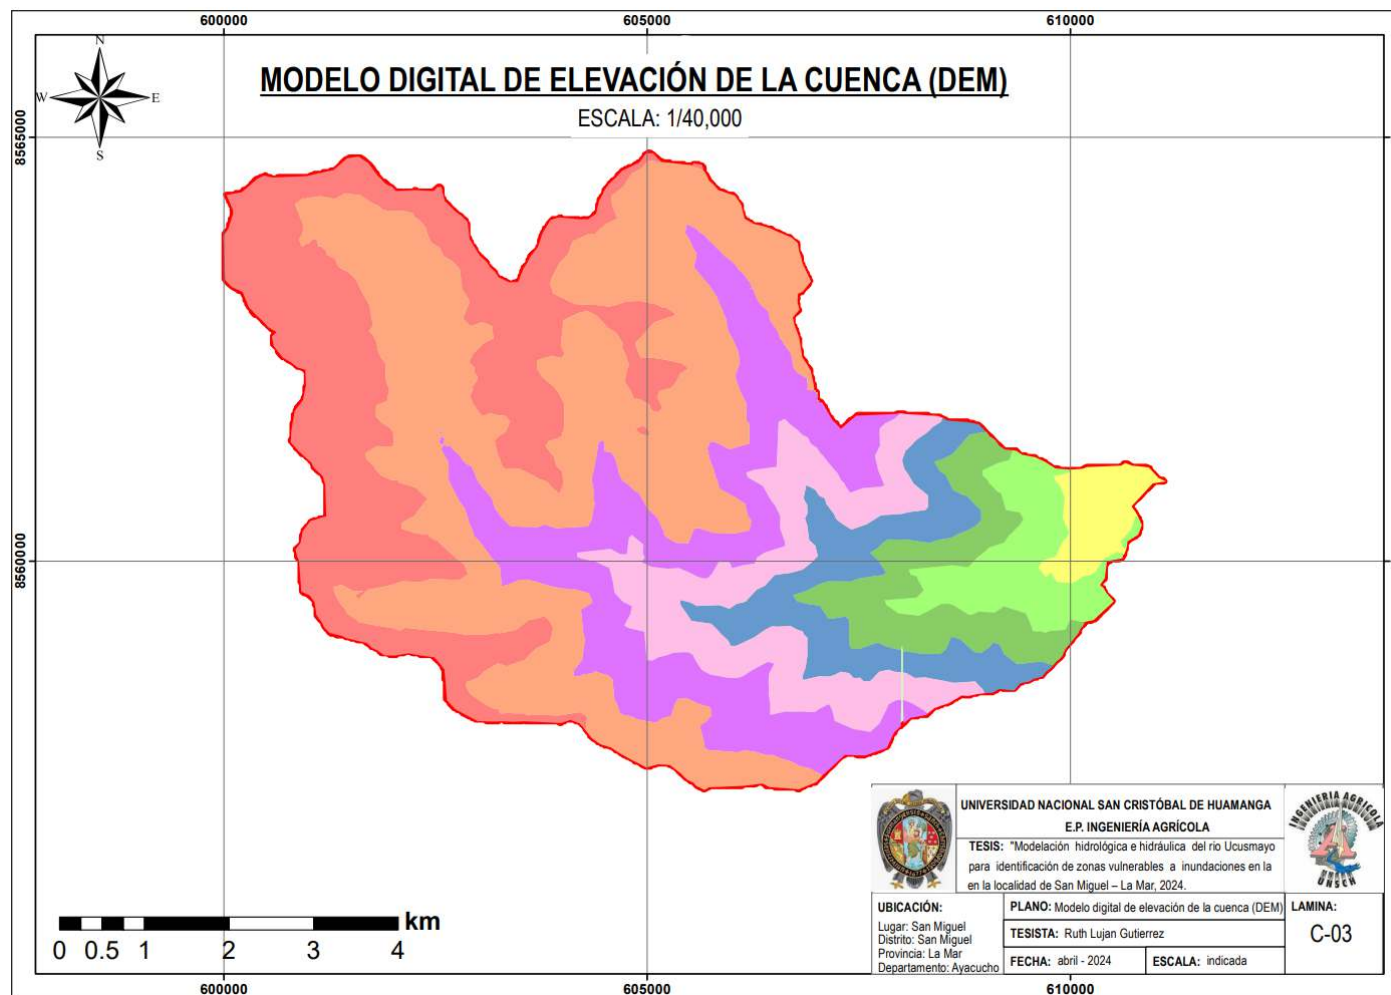 600000
605000
610000
N
W
E
S
MODELO DIGITAL DE ELEVACIÓN DE LA CUENCA (DEM)
ESCALA: 1/40,000
8565000
8565000
8560000
8560000
km
0 0.5 1 2 3 4
UNIVERSIDAD NACIONAL SAN CRISTÓBAL DE HUAMANGA
E.P. INGENIERÍA AGRÍCOLA
TESIS: "Modelación hidrológica e hidráulica del rio Ucusmayo
para identificación de zonas vulnerables a inundaciones en la
en la localidad de San Miguel – La Mar, 2024.
INGENIERIA AGRICOLA
UNSCH
UBICACIÓN:
Lugar: San Miguel
Distrito: San Miguel
Provincia: La Mar
Departamento: Ayacucho
PLANO: Modelo digital de elevación de la cuenca (DEM)
TESISTA: Ruth Lujan Gutierrez
FECHA: abril - 2024
ESCALA: indicada
LAMINA:
C-03
600000
605000
610000